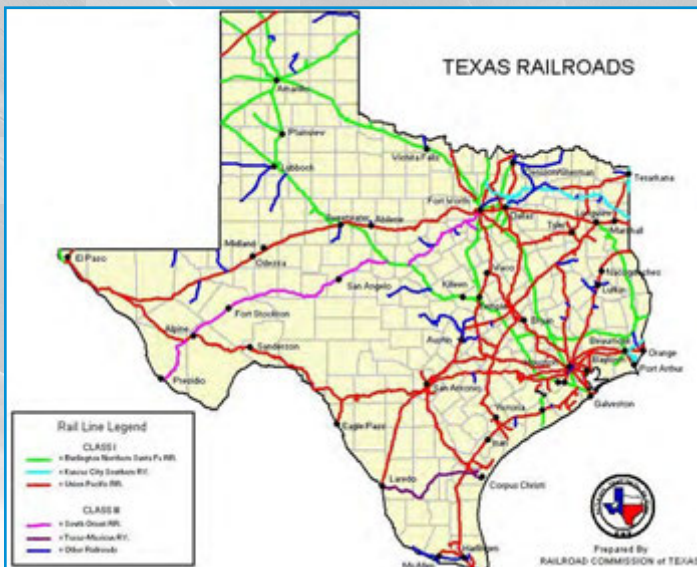 TEXAS RAILROADS
Amarillo
Plainview
Lubbock
Wichita Falls
Denison/Sherman
Texarkana
Fort Worth
Dallas
Longview
Marshall
Tyler
Sweetwater
Abilene
Midland
Odessa
El Paso
Waco
Nacogdoches
Lufkin
San Angelo
Killeen
Temple
Bryan
Fort Stockton
Alpine
Sanderson
Presidio
Austin
Beaumont
Orange
Port Arthur
Galveston
San Antonio
Victoria
Eagle Pass
Laredo
Corpus Christi
Harlingen
Rail Line Legend
CLASS I
= Burlington Northern Santa Fe RR.
= Kansas City Southern RY.
= Union Pacific RR.
CLASS III
= South Orient RR.
= Texas-Mexican RY.
= Other Railroads
Prepared By
RAILROAD COMMISSION of TEXAS